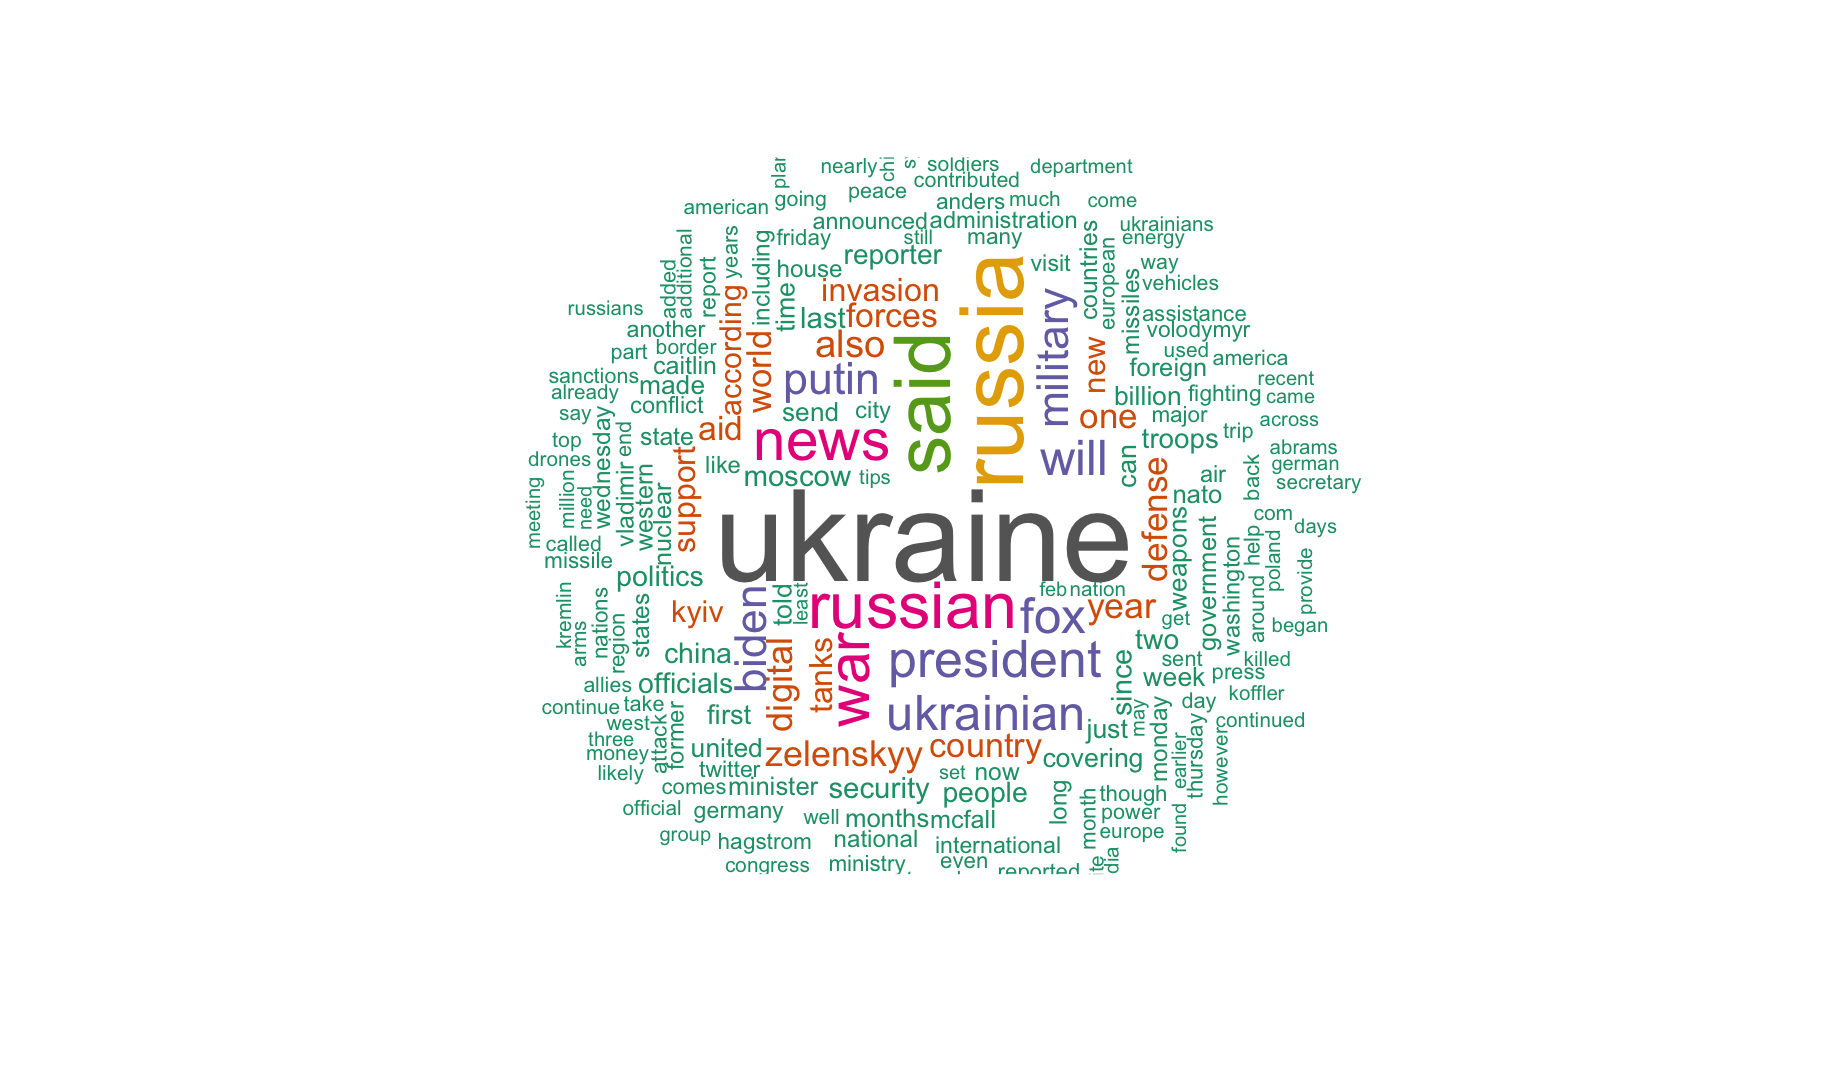 nearly
soldiers
department
contributed
peace
going
american
anders
much
come
announced
administration
ukrainians
friday
still
many
energy
years
additional
including
reporter
countries
european
house
visit
way
added
report
time
invasion
russia
military
missiles
vehicles
russians
last
forces
assistance
another
according
world
also
said
new
volodymyr
part
border
used
america
caitlin
foreign
sanctions
made
putin
recent
already
billion
fighting
came
conflict
send
city
one
major
across
say
wednesday
end
state
aid
news
will
can
troops
trip
top
abrams
drones
like
german
support
moscow
tips
defense
air
back
secretary
meeting
million
need
vladimir
western
nuclear
ukraine
nato
weapons
government
com
days
called
washington
help
poland
missile
politics
around
provide
kremlin
arms
nations
region
states
kyiv
biden
told
least
russian
fox
feb
nation
year
get
began
two
china
digital
tanks
war
president
since
sent
killed
week
press
allies
officials
koffler
continue
take
first
ukrainian
may
monday
day
thursday
continued
west
attack
former
just
three
united
zelenskyy
country
covering
earlier
however
money
likely
twitter
set
now
comes
minister
security
people
long
month
though
official
germany
well
months
mcfall
power
found
europe
group
hagstrom
national
international
congress
ministry
even
reported